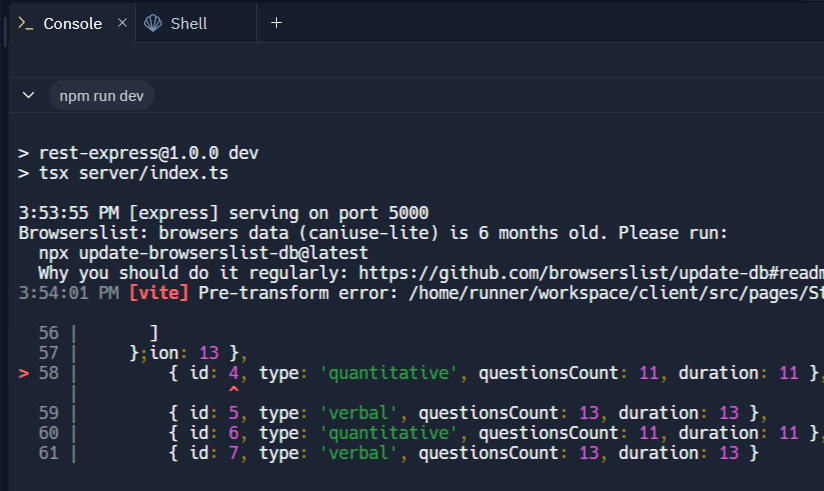 Console × Shell +
npm run dev
> rest-express@1.0.0 dev
> tsx server/index.ts
3:53:55 PM [express] serving on port 5000
Browserslist: browsers data (caniuse-lite) is 6 months old. Please run:
npx update-browserslist-db@latest
Why you should do it regularly: https://github.com/browserslist/update-db#readm
3:54:01 PM [vite] Pre-transform error: /home/runner/workspace/client/src/pages/St
56 | ]
57 | };ion: 13 },
> 58 | { id: 4, type: 'quantitative', questionsCount: 11, duration: 11 },
| ^
59 | { id: 5, type: 'verbal', questionsCount: 13, duration: 13 },
60 | { id: 6, type: 'quantitative', questionsCount: 11, duration: 11 },
61 | { id: 7, type: 'verbal', questionsCount: 13, duration: 13 }